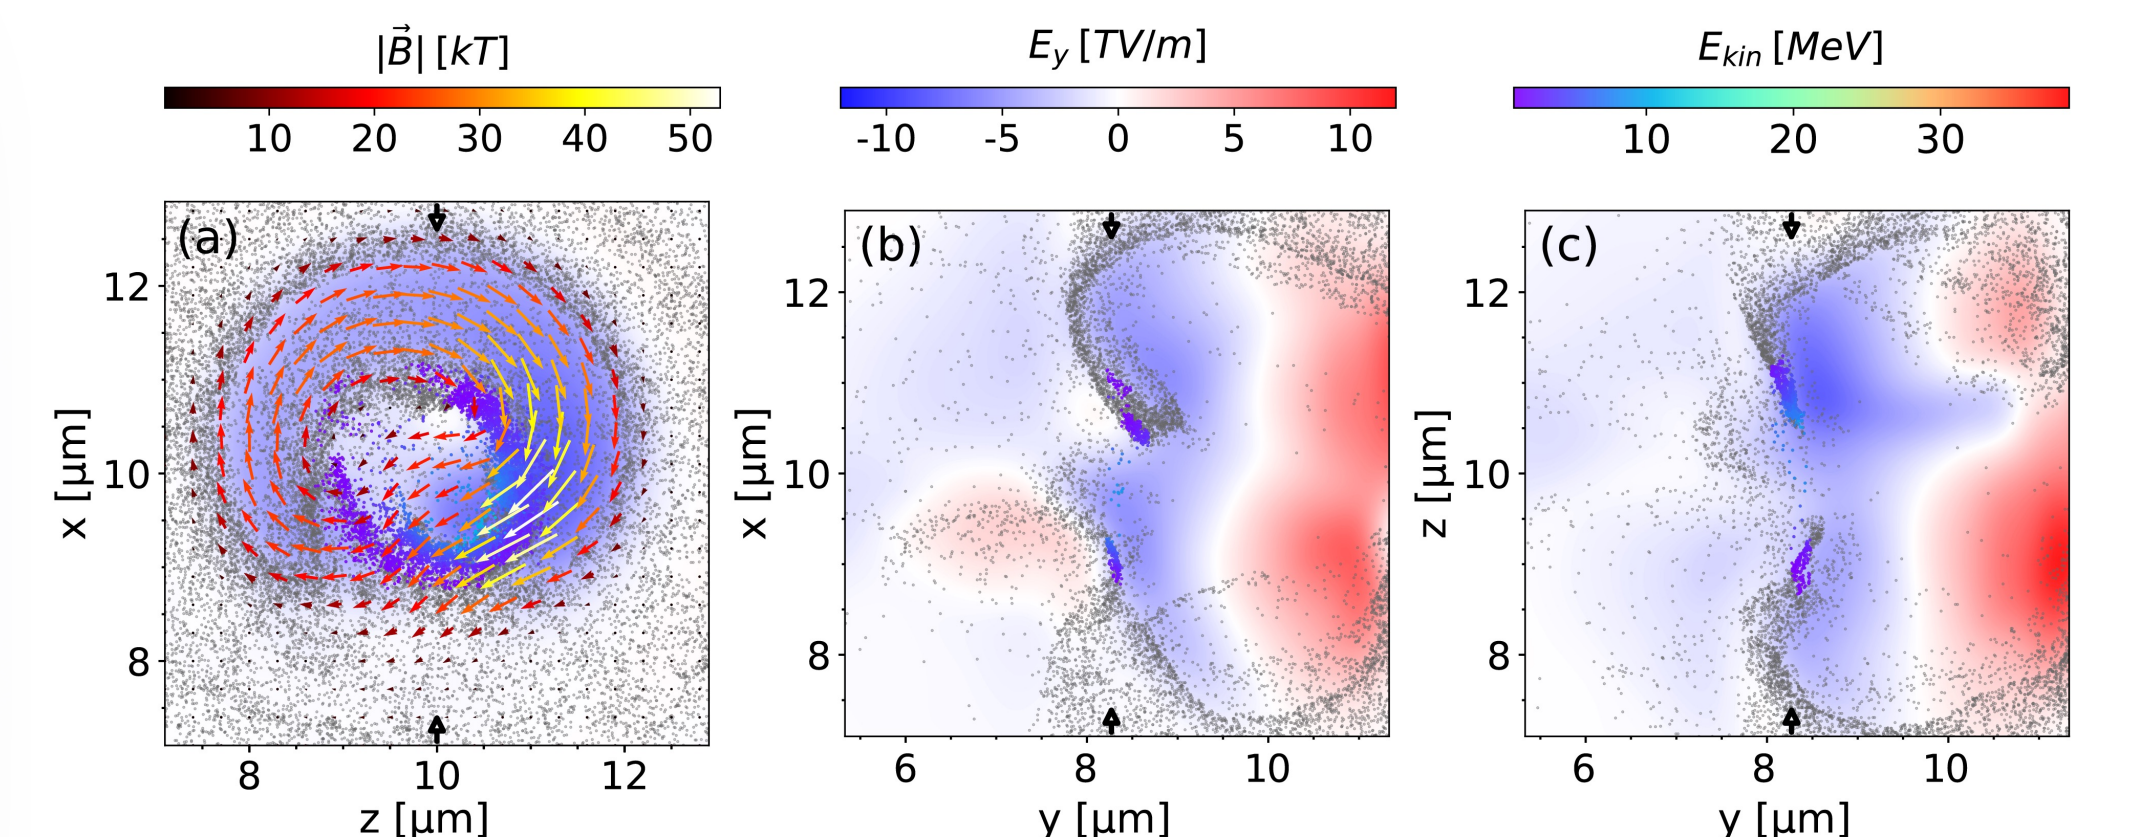 |B⃗| [kT]
E_y [TV/m]
E_kin [MeV]
10 20 30 40 50
-10 -5 0 5 10
10 20 30
(a)
(b)
(c)
12
10
8
x [μm]
8 10 12
z [μm]
12
10
8
x [μm]
6 8 10
y [μm]
12
10
8
z [μm]
6 8 10
y [μm]